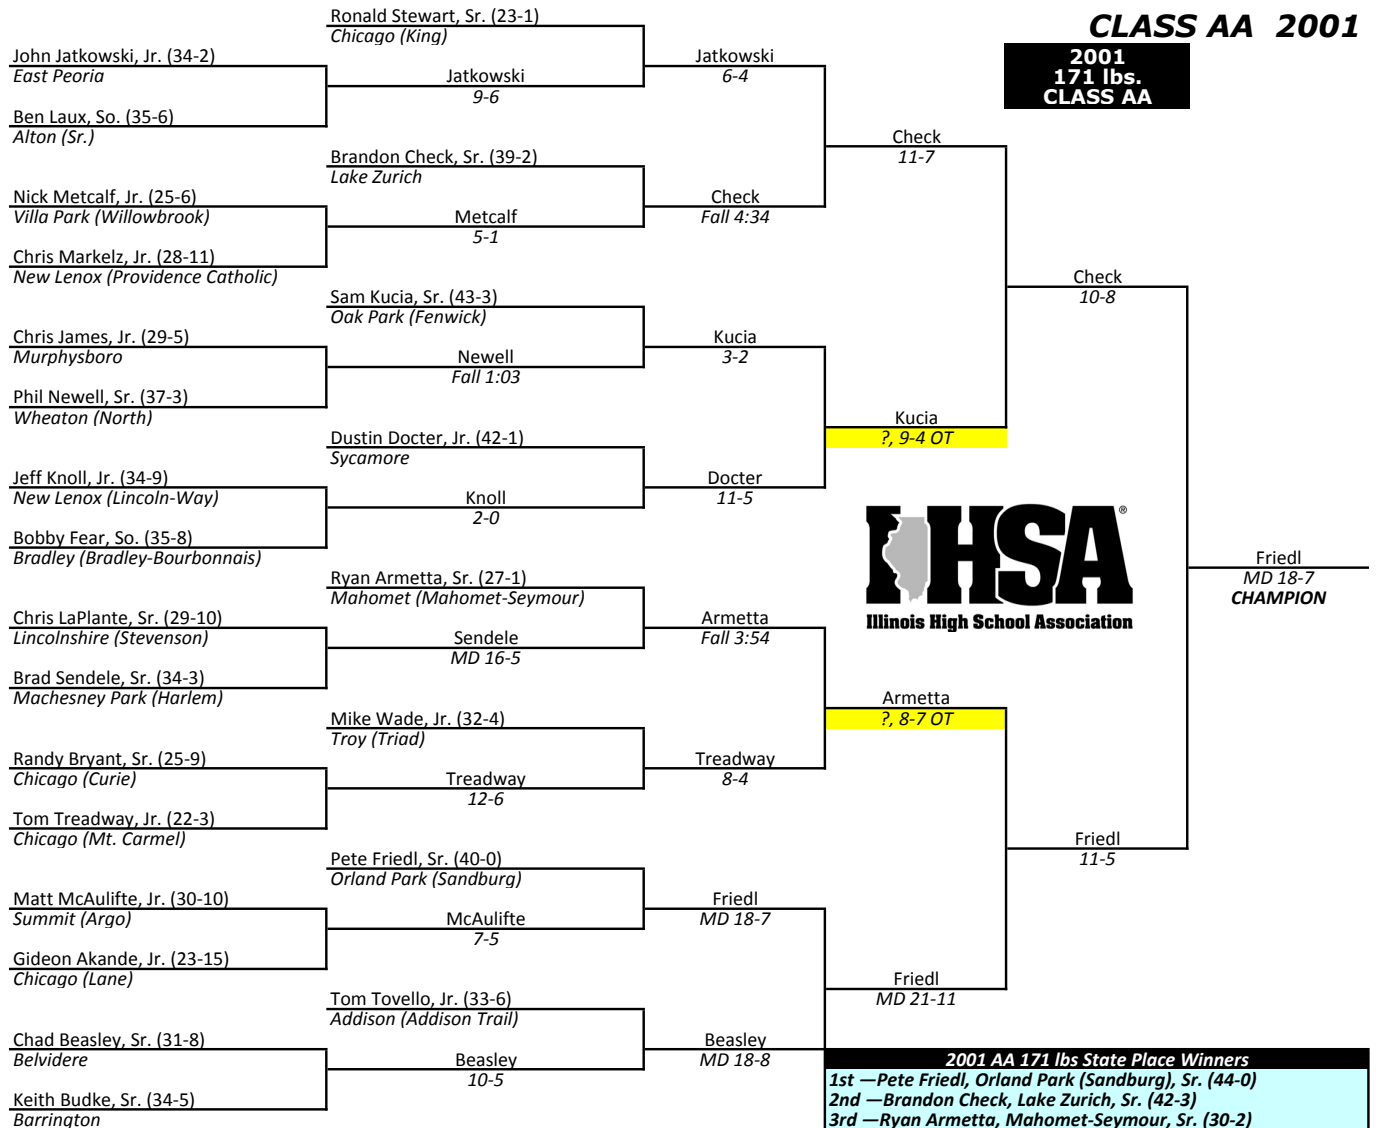 CLASS AA 2001
2001
171 lbs.
CLASS AA
Ronald Stewart, Sr. (23-1)
Chicago (King)
John Jatkowski, Jr. (34-2)
East Peoria
Jatkowski
9-6
Jatkowski
6-4
Ben Laux, So. (35-6)
Alton (Sr.)
Check
11-7
Brandon Check, Sr. (39-2)
Lake Zurich
Nick Metcalf, Jr. (25-6)
Villa Park (Willowbrook)
Metcalf
5-1
Check
Fall 4:34
Chris Markelz, Jr. (28-11)
New Lenox (Providence Catholic)
Check
10-8
Sam Kucia, Sr. (43-3)
Oak Park (Fenwick)
Chris James, Jr. (29-5)
Murphysboro
Newell
Fall 1:03
Kucia
3-2
Phil Newell, Sr. (37-3)
Wheaton (North)
Kucia
?, 9-4 OT
Dustin Docter, Jr. (42-1)
Sycamore
Jeff Knoll, Jr. (34-9)
New Lenox (Lincoln-Way)
Knoll
2-0
Docter
11-5
Bobby Fear, So. (35-8)
Bradley (Bradley-Bourbonnais)
IHSA®
Illinois High School Association
Friedl
MD 18-7
CHAMPION
Ryan Armetta, Sr. (27-1)
Mahomet (Mahomet-Seymour)
Chris LaPlante, Sr. (29-10)
Lincolnshire (Stevenson)
Sendele
MD 16-5
Armetta
Fall 3:54
Brad Sendele, Sr. (34-3)
Machesney Park (Harlem)
Armetta
?, 8-7 OT
Mike Wade, Jr. (32-4)
Troy (Triad)
Randy Bryant, Sr. (25-9)
Chicago (Curie)
Treadway
12-6
Treadway
8-4
Tom Treadway, Jr. (22-3)
Chicago (Mt. Carmel)
Friedl
11-5
Pete Friedl, Sr. (40-0)
Orland Park (Sandburg)
Matt McAulifte, Jr. (30-10)
Summit (Argo)
McAulifte
7-5
Friedl
MD 18-7
Gideon Akande, Jr. (23-15)
Chicago (Lane)
Friedl
MD 21-11
Tom Tovello, Jr. (33-6)
Addison (Addison Trail)
Chad Beasley, Sr. (31-8)
Belvidere
Beasley
10-5
Beasley
MD 18-8
Keith Budke, Sr. (34-5)
Barrington
2001 AA 171 lbs State Place Winners
1st —Pete Friedl, Orland Park (Sandburg), Sr. (44-0)
2nd —Brandon Check, Lake Zurich, Sr. (42-3)
3rd —Ryan Armetta, Mahomet-Seymour, Sr. (30-2)